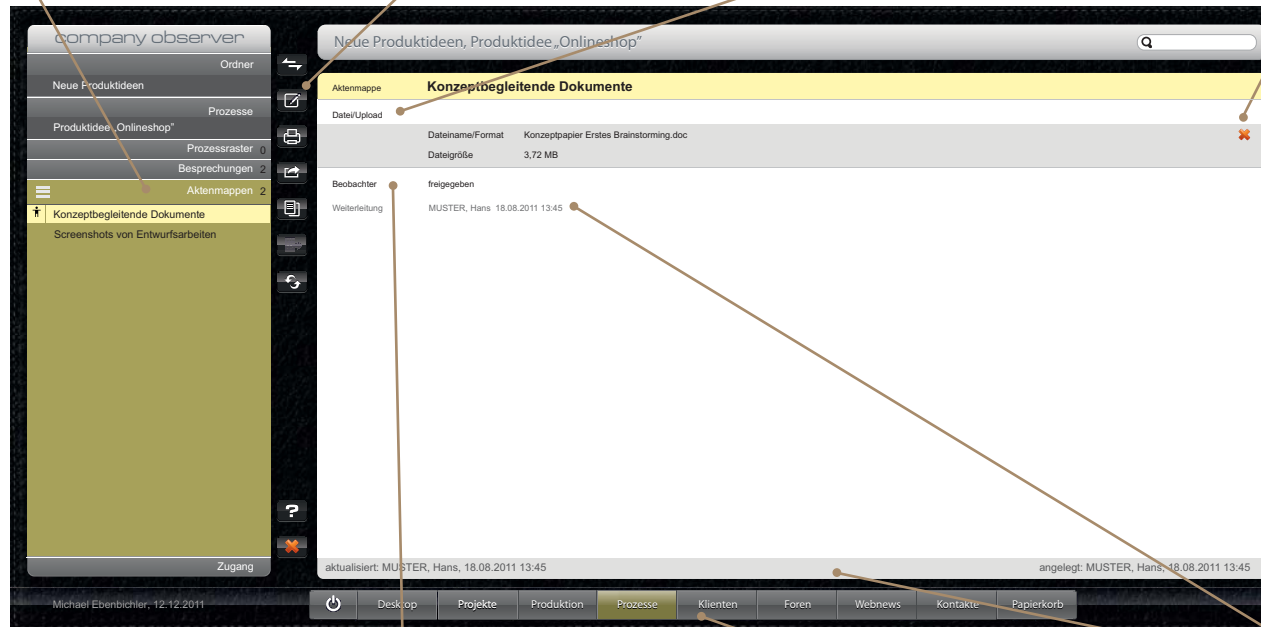 company observer
Ordner
Neue Produktideen
Prozesse
Produktidee „Onlineshop”
Prozessraster 0
Besprechungen 2
Aktenmappen 2
Konzeptbegleitende Dokumente
Screenshots von Entwurfsarbeiten
Zugang
Michael Ebenbichler, 12.12.2011
?
Neue Produktideen, Produktidee „Onlineshop”
Aktenmappe Konzeptbegleitende Dokumente
Datei/Upload
Dateiname/Format Konzeptpapier Erstes Brainstorming.doc
Dateigröße 3,72 MB
Beobachter freigegeben
Weiterleitung MUSTER, Hans 18.08.2011 13:45
aktualisiert: MUSTER, Hans, 18.08.2011 13:45 angelegt: MUSTER, Hans, 18.08.2011 13:45
Desktop Projekte Produktion Prozesse Klienten Foren Webnews Kontakte Papierkorb